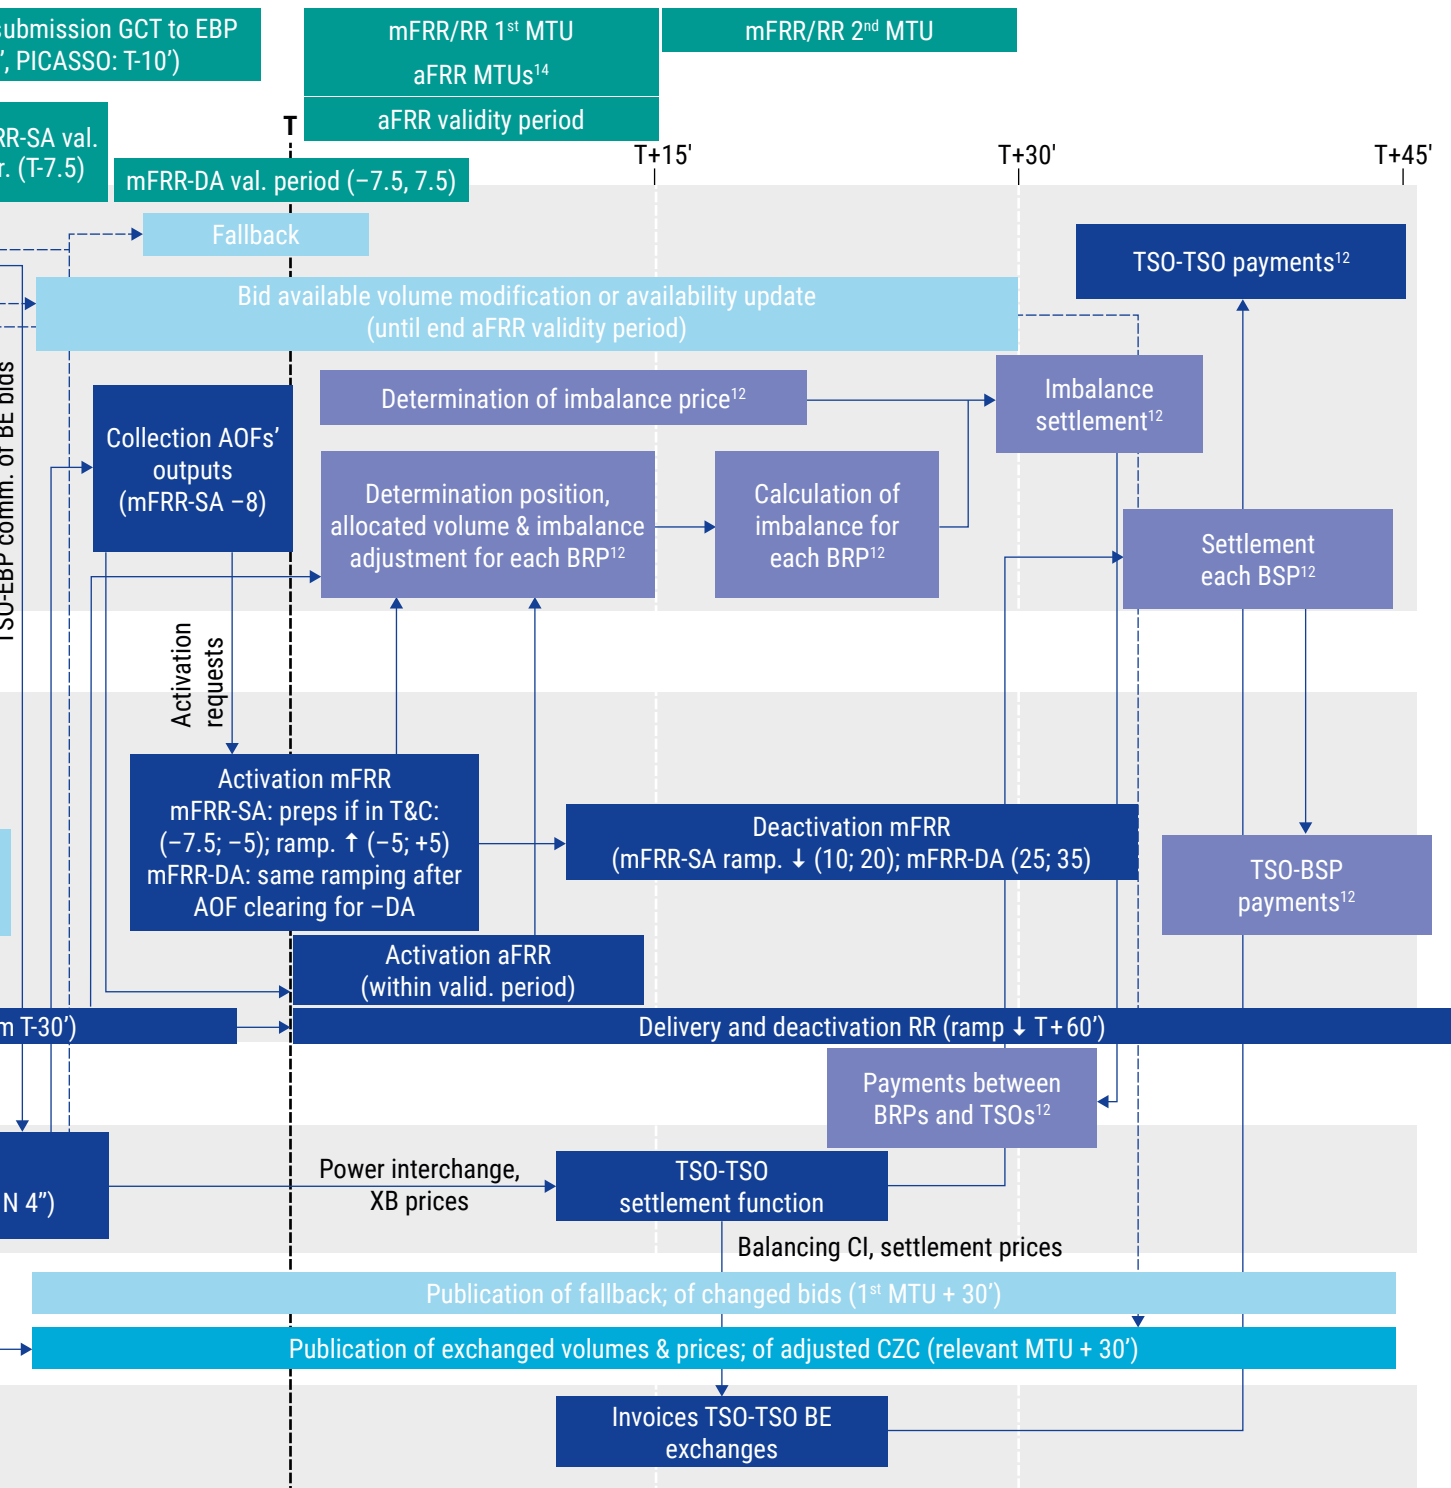 submission GCT to EBP
', PICASSO: T-10’)
mFRR/RR 1st MTU
aFRR MTUs14
aFRR validity period
mFRR/RR 2nd MTU
RR-SA val.
r. (T-7.5)
T
mFRR-DA val. period (−7.5, 7.5)
T+15'
T+30'
T+45'
Fallback
TSO-TSO payments12
Bid available volume modification or availability update
(until end aFRR validity period)
TSO-EBP comm. of BE bids
Collection AOFs’
outputs
(mFRR-SA −8)
Determination of imbalance price12
Imbalance
settlement12
Determination position,
allocated volume & imbalance
adjustment for each BRP12
Calculation of
imbalance for
each BRP12
Settlement
each BSP12
Activation
requests
Activation mFRR
mFRR-SA: preps if in T&C:
(−7.5; −5); ramp. ↑ (−5; +5)
mFRR-DA: same ramping after
AOF clearing for −DA
Deactivation mFRR
(mFRR-SA ramp. ↓ (10; 20); mFRR-DA (25; 35)
TSO-BSP
payments12
Activation aFRR
(within valid. period)
m T-30’)
Delivery and deactivation RR (ramp ↓ T+60’)
Payments between
BRPs and TSOs12
N 4”)
Power interchange,
XB prices
TSO-TSO
settlement function
Balancing CI, settlement prices
Publication of fallback; of changed bids (1st MTU + 30’)
Publication of exchanged volumes & prices; of adjusted CZC (relevant MTU + 30’)
Invoices TSO-TSO BE
exchanges